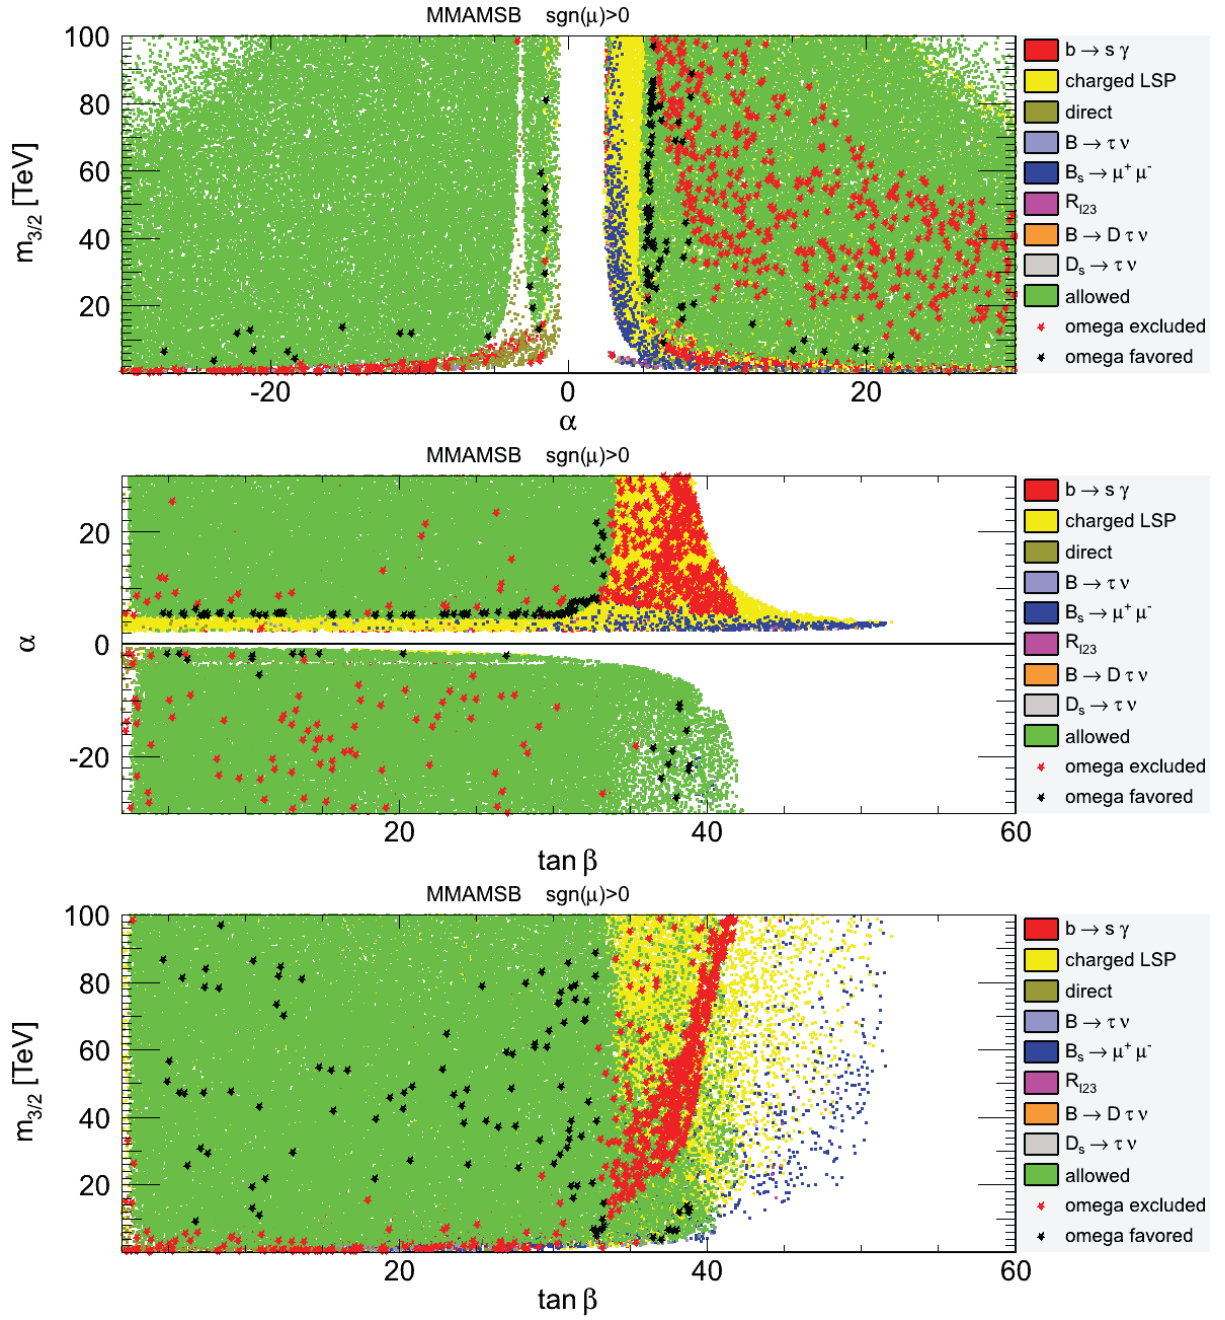 MMAMSB sgn(μ)>0
100
80
60
40
20
m3/2 [TeV]
-20 0 20
α
b → s γ
charged LSP
direct
B → τ ν
Bs → μ+ μ-
Rl23
B → D τ ν
Ds → τ ν
allowed
omega excluded
omega favored
MMAMSB sgn(μ)>0
20
0
-20
α
20 40 60
tan β
b → s γ
charged LSP
direct
B → τ ν
Bs → μ+ μ-
Rl23
B → D τ ν
Ds → τ ν
allowed
omega excluded
omega favored
MMAMSB sgn(μ)>0
100
80
60
40
20
m3/2 [TeV]
20 40 60
tan β
b → s γ
charged LSP
direct
B → τ ν
Bs → μ+ μ-
Rl23
B → D τ ν
Ds → τ ν
allowed
omega excluded
omega favored